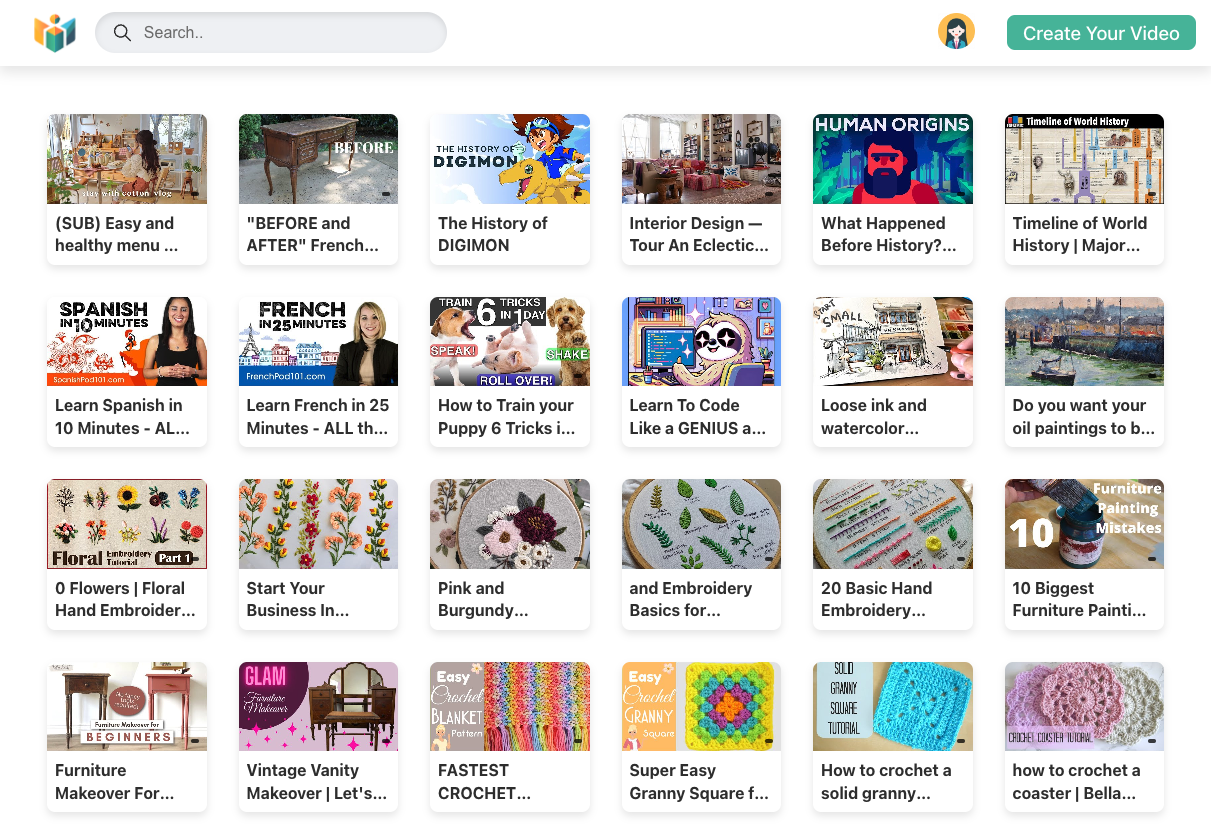 Search..
Create Your Video
stay with cotton vlog
(SUB) Easy and
healthy menu ...
BEFORE
"BEFORE and
AFTER" French...
THE HISTORY OF
DIGIMON
The History of
DIGIMON
Interior Design —
Tour An Eclectic...
HUMAN ORIGINS
What Happened
Before History?...
Timeline of World History
Timeline of World
History | Major...
SPANISH
IN 10 MINUTES
SpanishPod101.com
Learn Spanish in
10 Minutes - AL...
FRENCH
IN 25 MINUTES
FrenchPod101.com
Learn French in 25
Minutes - ALL th...
TRAIN 6 TRICKS
IN 1 DAY
SPEAK!
SHAKE
ROLL OVER!
How to Train your
Puppy 6 Tricks i...
Learn To Code
Like a GENIUS a...
START
SMALL
Loose ink and
watercolor...
Do you want your
oil paintings to b...
Floral Embroidery
Tutorial
Part 1
0 Flowers | Floral
Hand Embroider...
Start Your
Business In...
Pink and
Burgundy...
and Embroidery
Basics for...
20 Basic Hand
Embroidery...
10
Furniture
Painting
Mistakes
10 Biggest
Furniture Painti...
Furniture Makeover for
BEGINNERS
Furniture
Makeover For...
GLAM
Furniture
Makeover
Vintage Vanity
Makeover | Let's...
Easy
Crochet
BLANKET
Pattern
FASTEST
CROCHET...
Easy
Crochet
GRANNY
Square
Super Easy
Granny Square f...
SOLID
GRANNY
SQUARE
TUTORIAL
How to crochet a
solid granny...
CROCHET COASTER TUTORIAL
how to crochet a
coaster | Bella...